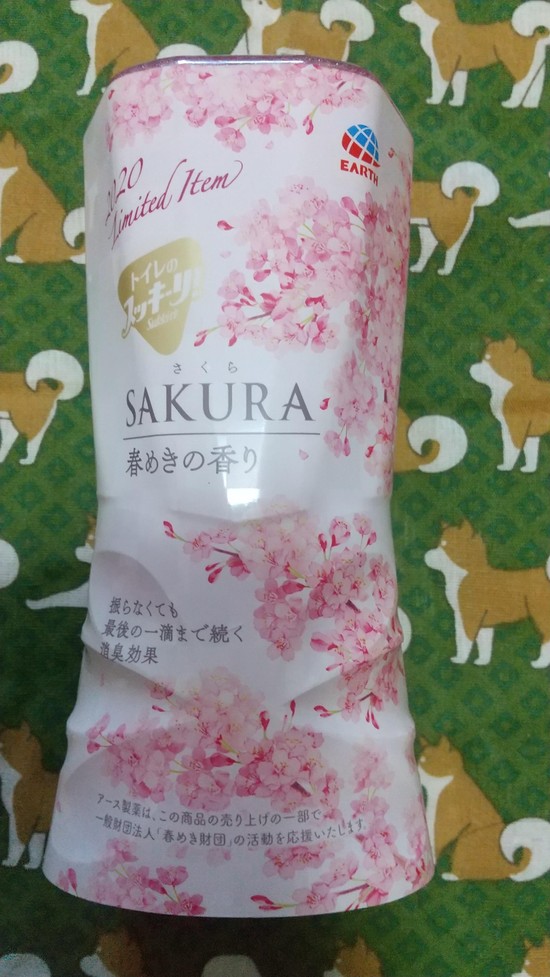 2020
Limited Item
EARTH
トイレの
スッキーリ!
Sukki-ri!
さくら
SAKURA
春めきの香り
振らなくても
最後の一滴まで続く
消臭効果
アース製薬は、この商品の売り上げの一部で、
一般財団法人「春めき財団」の活動を応援いたします。